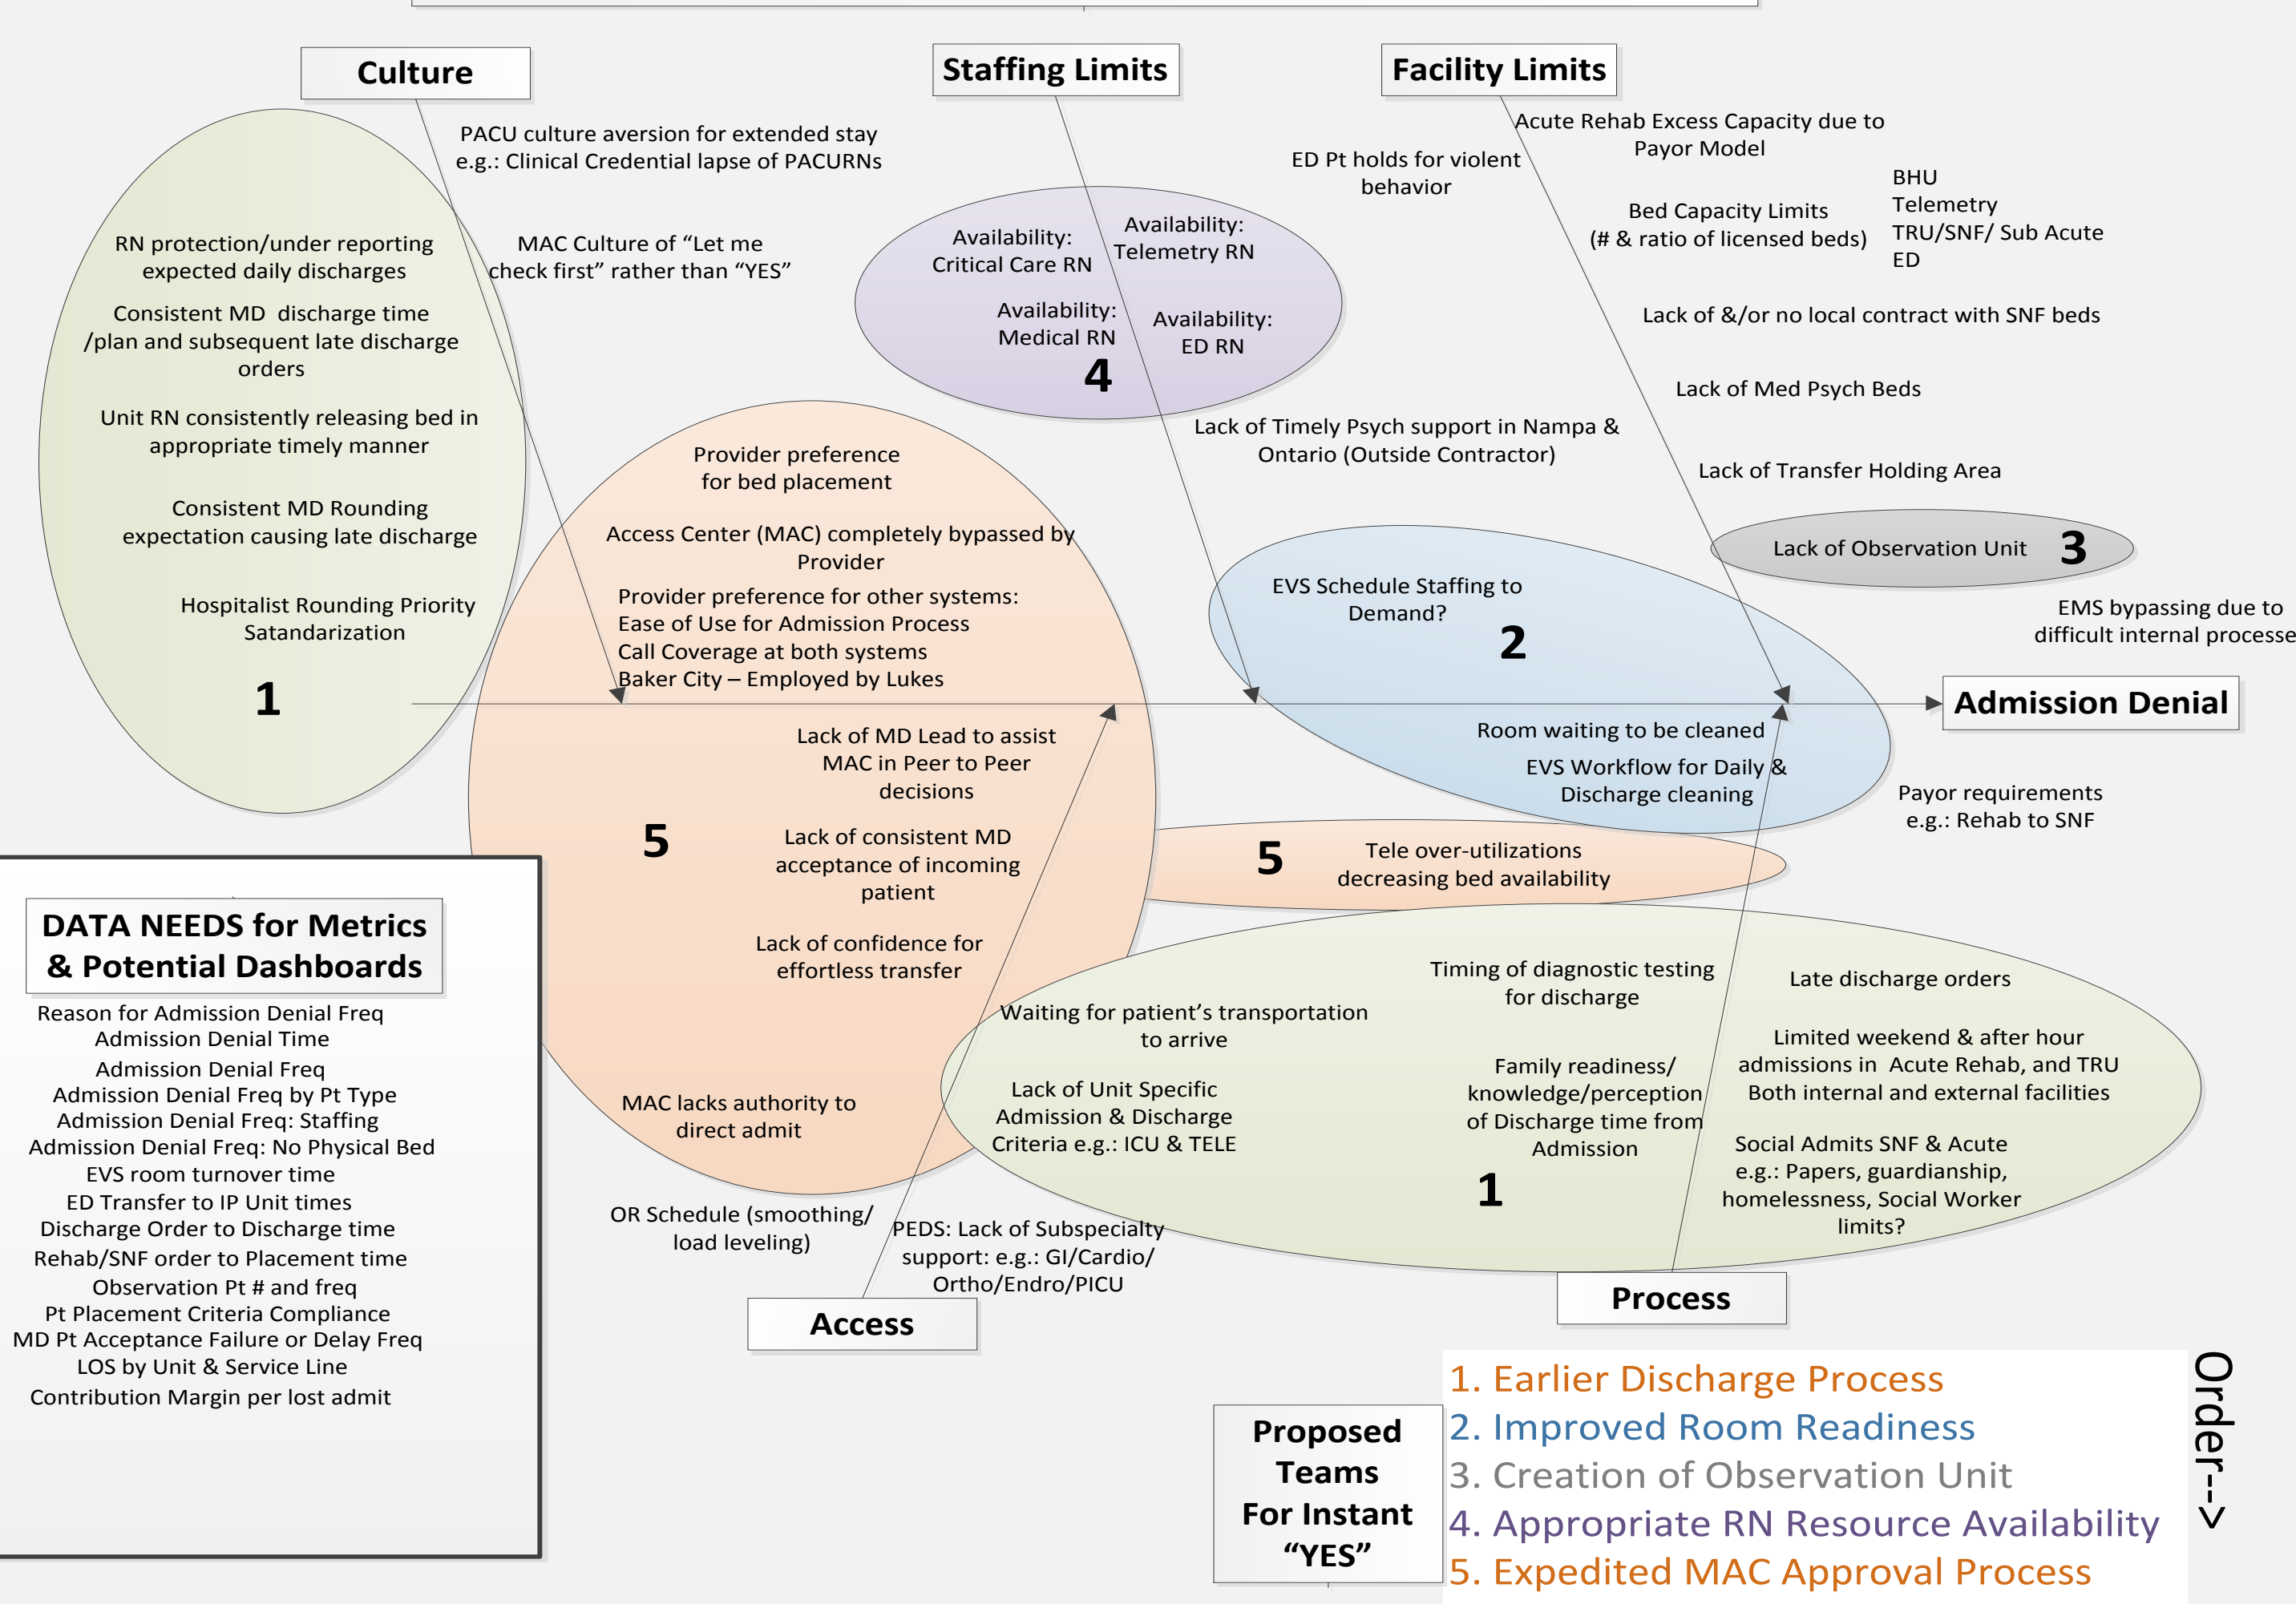 Culture
Staffing Limits
Facility Limits
PACU culture aversion for extended stay
e.g.: Clinical Credential lapse of PACURNs
MAC Culture of “Let me
check first” rather than “YES”
RN protection/under reporting
expected daily discharges
Consistent MD discharge time
/plan and subsequent late discharge
orders
Unit RN consistently releasing bed in
appropriate timely manner
Consistent MD Rounding
expectation causing late discharge
Hospitalist Rounding Priority
Satandarization
1
Availability:
Critical Care RN
Availability:
Telemetry RN
Availability:
Medical RN
Availability:
ED RN
4
ED Pt holds for violent
behavior
Lack of Timely Psych support in Nampa &
Ontario (Outside Contractor)
Acute Rehab Excess Capacity due to
Payor Model
Bed Capacity Limits
(# & ratio of licensed beds)
BHU
Telemetry
TRU/SNF/ Sub Acute
ED
Lack of &/or no local contract with SNF beds
Lack of Med Psych Beds
Lack of Transfer Holding Area
Lack of Observation Unit
3
EMS bypassing due to
difficult internal processe
Provider preference
for bed placement
Access Center (MAC) completely bypassed by
Provider
Provider preference for other systems:
Ease of Use for Admission Process
Call Coverage at both systems
Baker City – Employed by Lukes
EVS Schedule Staffing to
Demand?
2
Admission Denial
Room waiting to be cleaned
EVS Workflow for Daily &
Discharge cleaning
Payor requirements
e.g.: Rehab to SNF
Lack of MD Lead to assist
MAC in Peer to Peer
decisions
5
Lack of consistent MD
acceptance of incoming
patient
Lack of confidence for
effortless transfer
MAC lacks authority to
direct admit
5
Tele over-utilizations
decreasing bed availability
Waiting for patient’s transportation
to arrive
Lack of Unit Specific
Admission & Discharge
Criteria e.g.: ICU & TELE
Timing of diagnostic testing
for discharge
Family readiness/
knowledge/perception
of Discharge time from
Admission
1
Late discharge orders
Limited weekend & after hour
admissions in Acute Rehab, and TRU
Both internal and external facilities
Social Admits SNF & Acute
e.g.: Papers, guardianship,
homelessness, Social Worker
limits?
OR Schedule (smoothing/
load leveling)
PEDS: Lack of Subspecialty
support: e.g.: GI/Cardio/
Ortho/Endro/PICU
Access
Process
DATA NEEDS for Metrics
& Potential Dashboards
Reason for Admission Denial Freq
Admission Denial Time
Admission Denial Freq
Admission Denial Freq by Pt Type
Admission Denial Freq: Staffing
Admission Denial Freq: No Physical Bed
EVS room turnover time
ED Transfer to IP Unit times
Discharge Order to Discharge time
Rehab/SNF order to Placement time
Observation Pt # and freq
Pt Placement Criteria Compliance
MD Pt Acceptance Failure or Delay Freq
LOS by Unit & Service Line
Contribution Margin per lost admit
Proposed
Teams
For Instant
“YES”
1. Earlier Discharge Process
2. Improved Room Readiness
3. Creation of Observation Unit
4. Appropriate RN Resource Availability
5. Expedited MAC Approval Process
Order-->